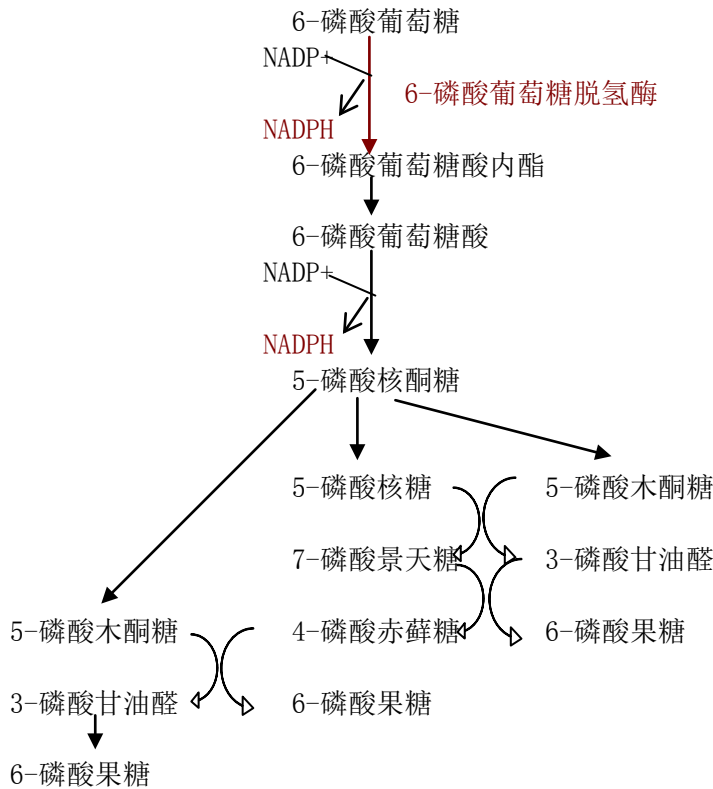 6-磷酸葡萄糖
NADP+
6-磷酸葡萄糖脱氢酶
NADPH
6-磷酸葡萄糖酸内酯
6-磷酸葡萄糖酸
NADP+
NADPH
5-磷酸核酮糖
5-磷酸核糖 5-磷酸木酮糖
7-磷酸景天糖 3-磷酸甘油醛
5-磷酸木酮糖 4-磷酸赤藓糖 6-磷酸果糖
3-磷酸甘油醛 6-磷酸果糖
6-磷酸果糖